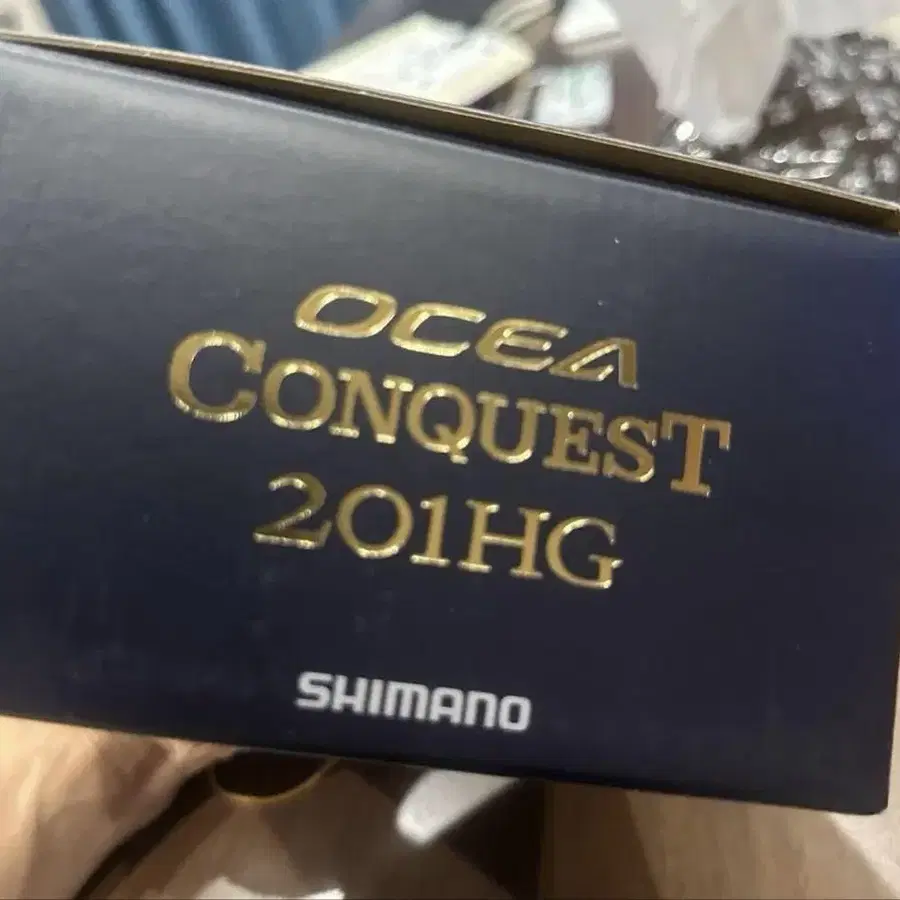 OCEA
CONQUEST
201HG
SHIMANO